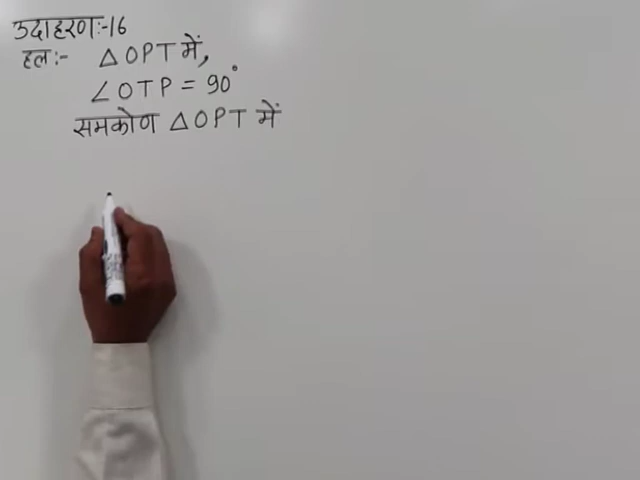 उदाहरण:-16
हल:- △OPT में,
∠OTP = 90°
समकोण △OPT में